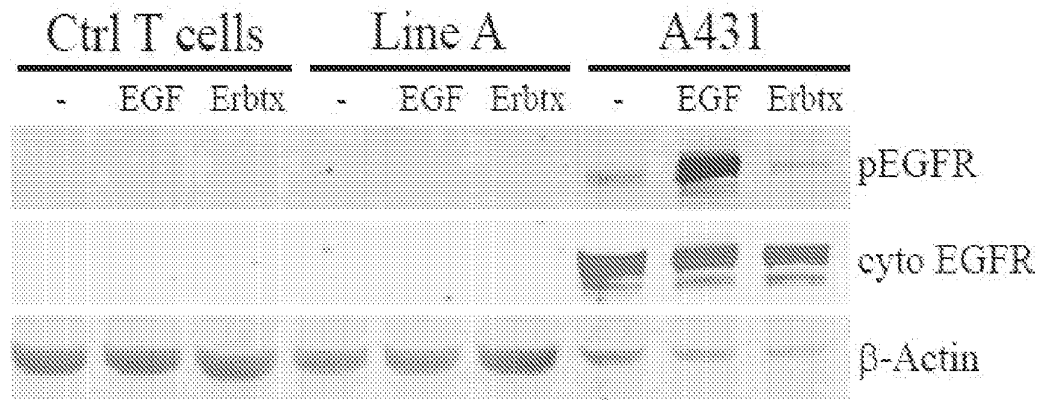 Ctrl T cells Line A A431
- EGF Erbtx - EGF Erbtx - EGF Erbtx
pEGFR
cyto EGFR
β-Actin